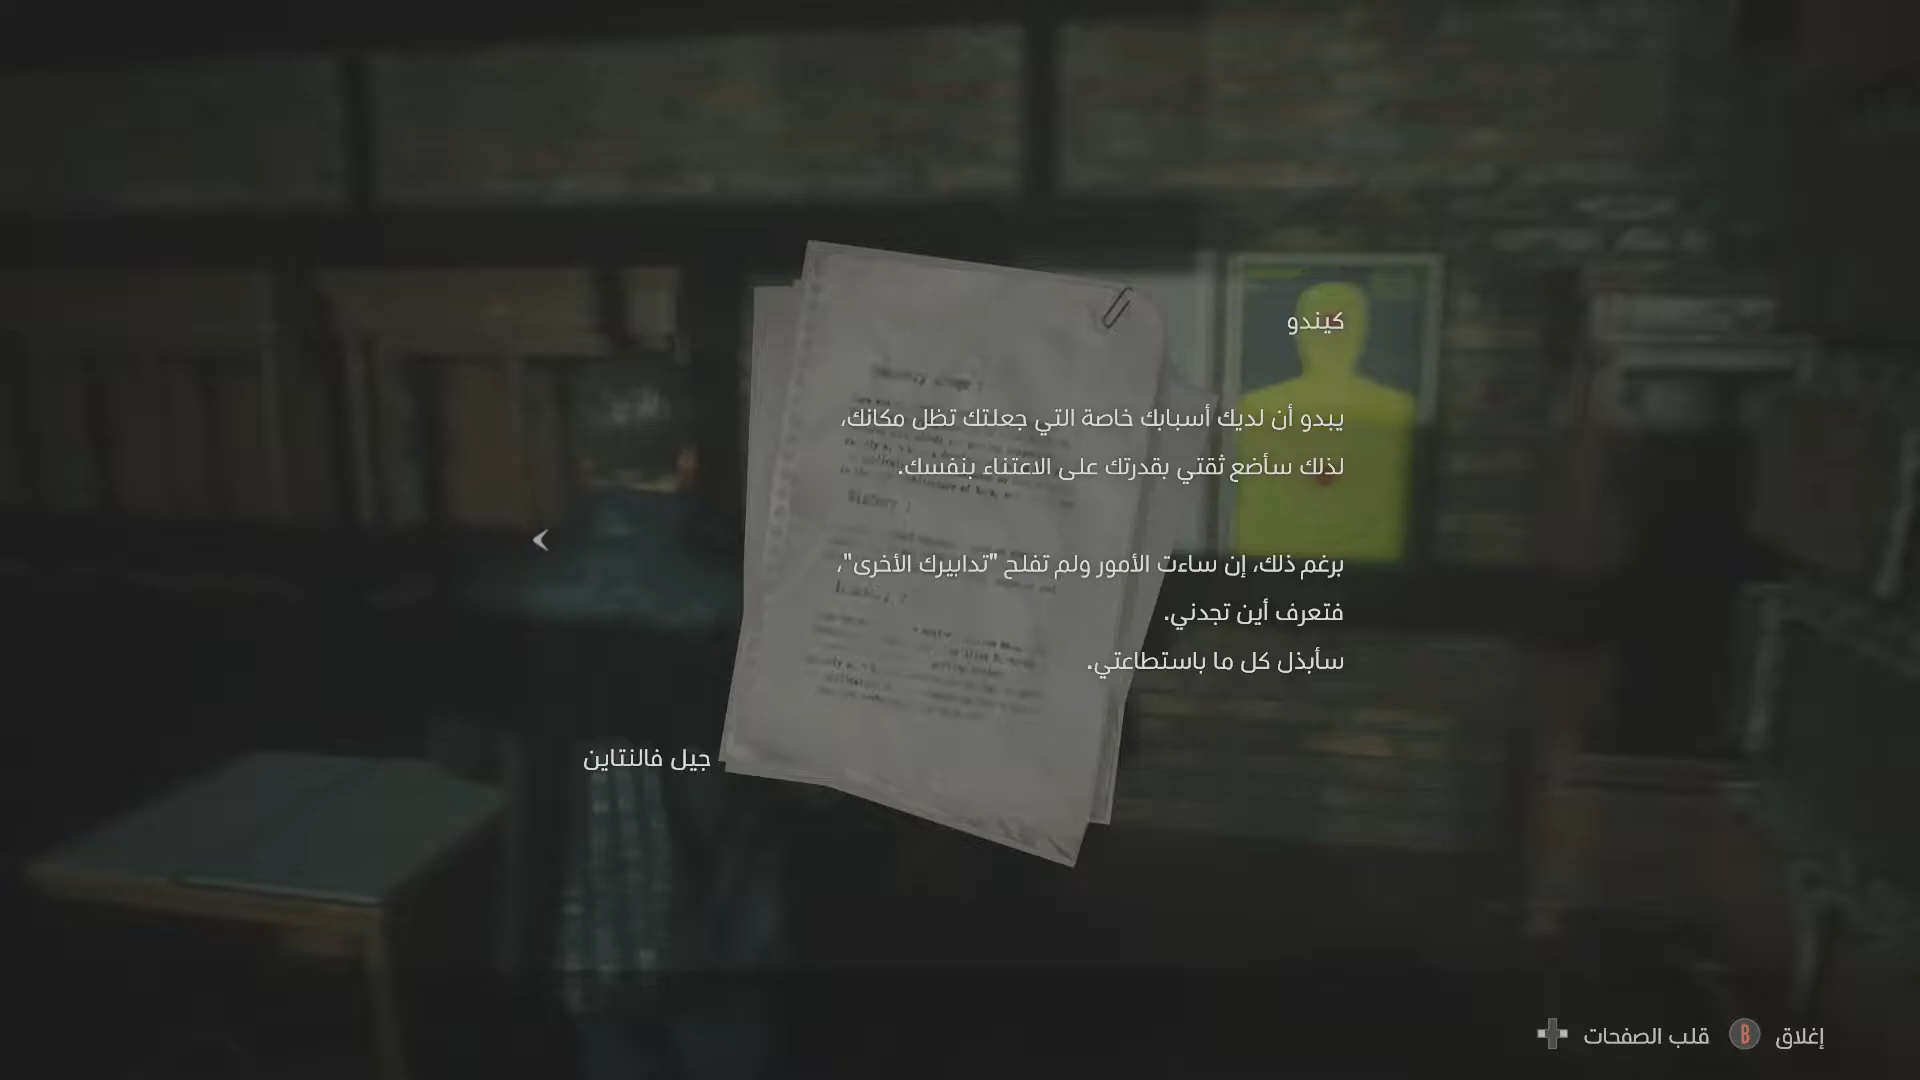 كيندو
يبدو أن لديك أسبابك خاصة التي جعلتك تظل مكانك،
لذلك سأضع ثقتي بقدرتك على الاعتناء بنفسك.
برغم ذلك، إن ساءت الأمور ولم تفلح "تدابيرك الأخرى"،
فتعرف أين تجدني.
سأبذل كل ما باستطاعتي.
جيل فالنتاين
إغلاق B قلب الصفحات